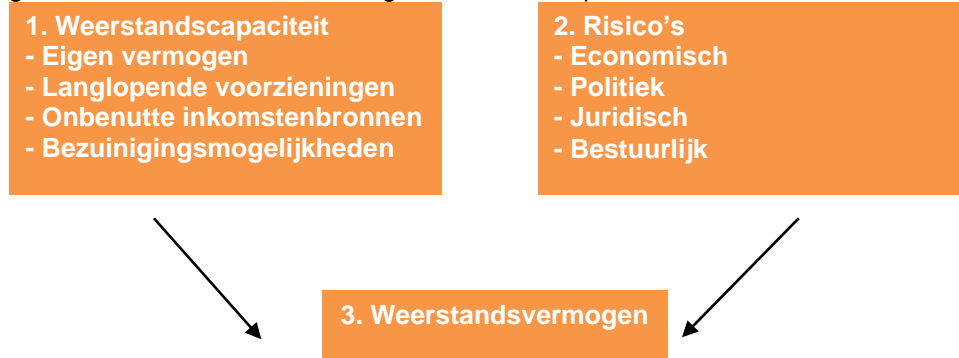 1. Weerstandscapaciteit
- Eigen vermogen
- Langlopende voorzieningen
- Onbenutte inkomstenbronnen
- Bezuinigingsmogelijkheden
2. Risico's
- Economisch
- Politiek
- Juridisch
- Bestuurlijk
3. Weerstandsvermogen